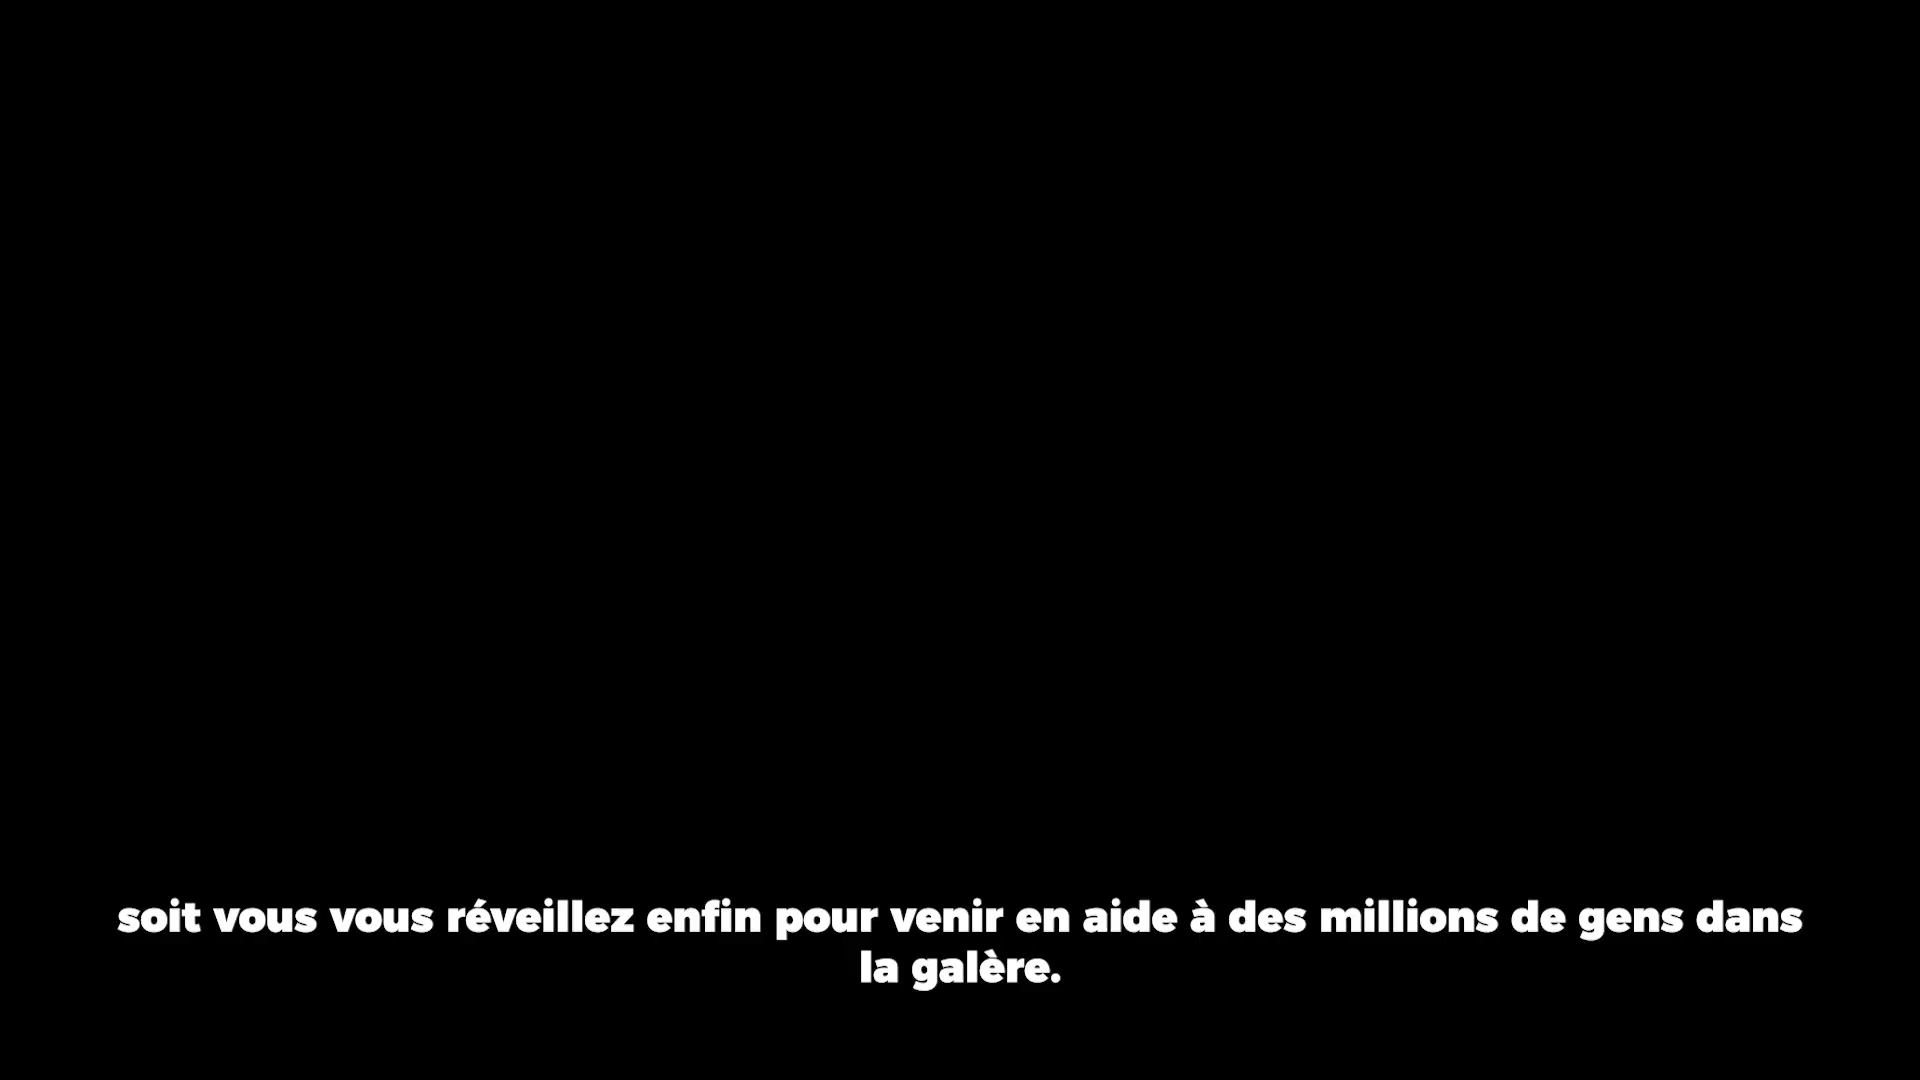 soit vous vous réveillez enfin pour venir en aide à des millions de gens dans
la galère.